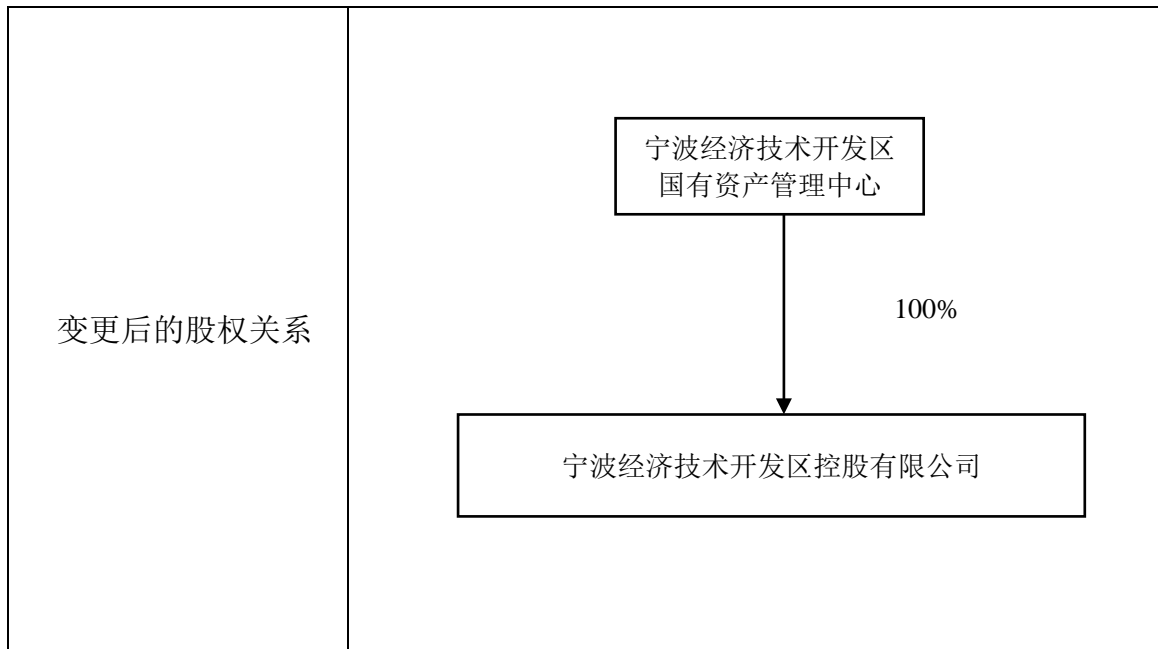 变更后的股权关系
宁波经济技术开发区
国有资产管理中心
100%
宁波经济技术开发区控股有限公司